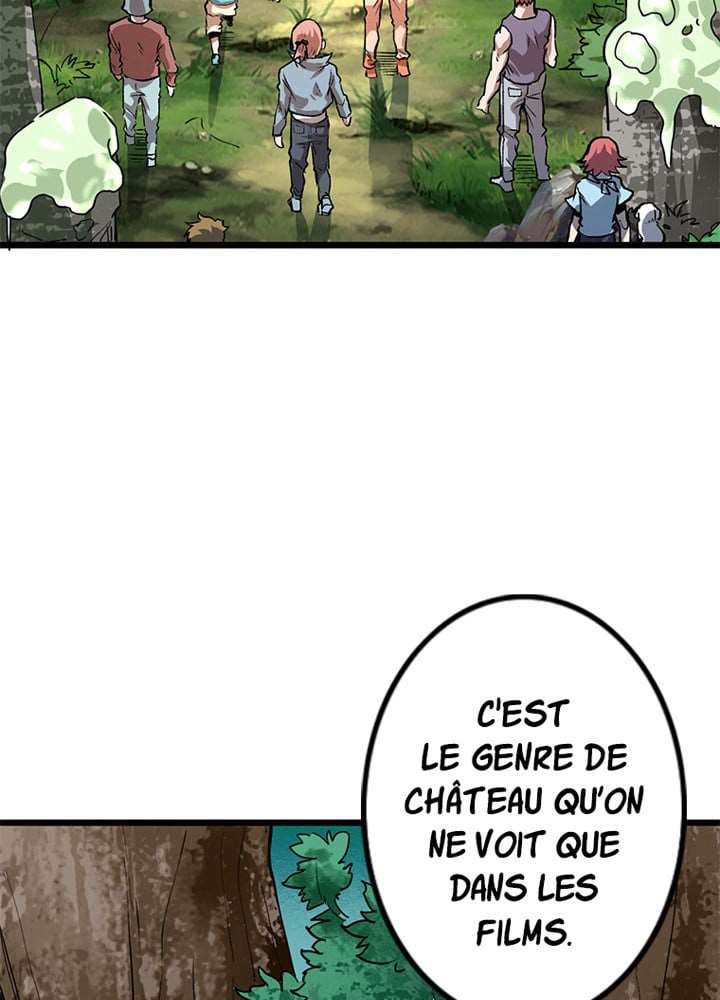 C'EST
LE GENRE DE
CHÂTEAU QU'ON
NE VOIT QUE
DANS LES
FILMS.